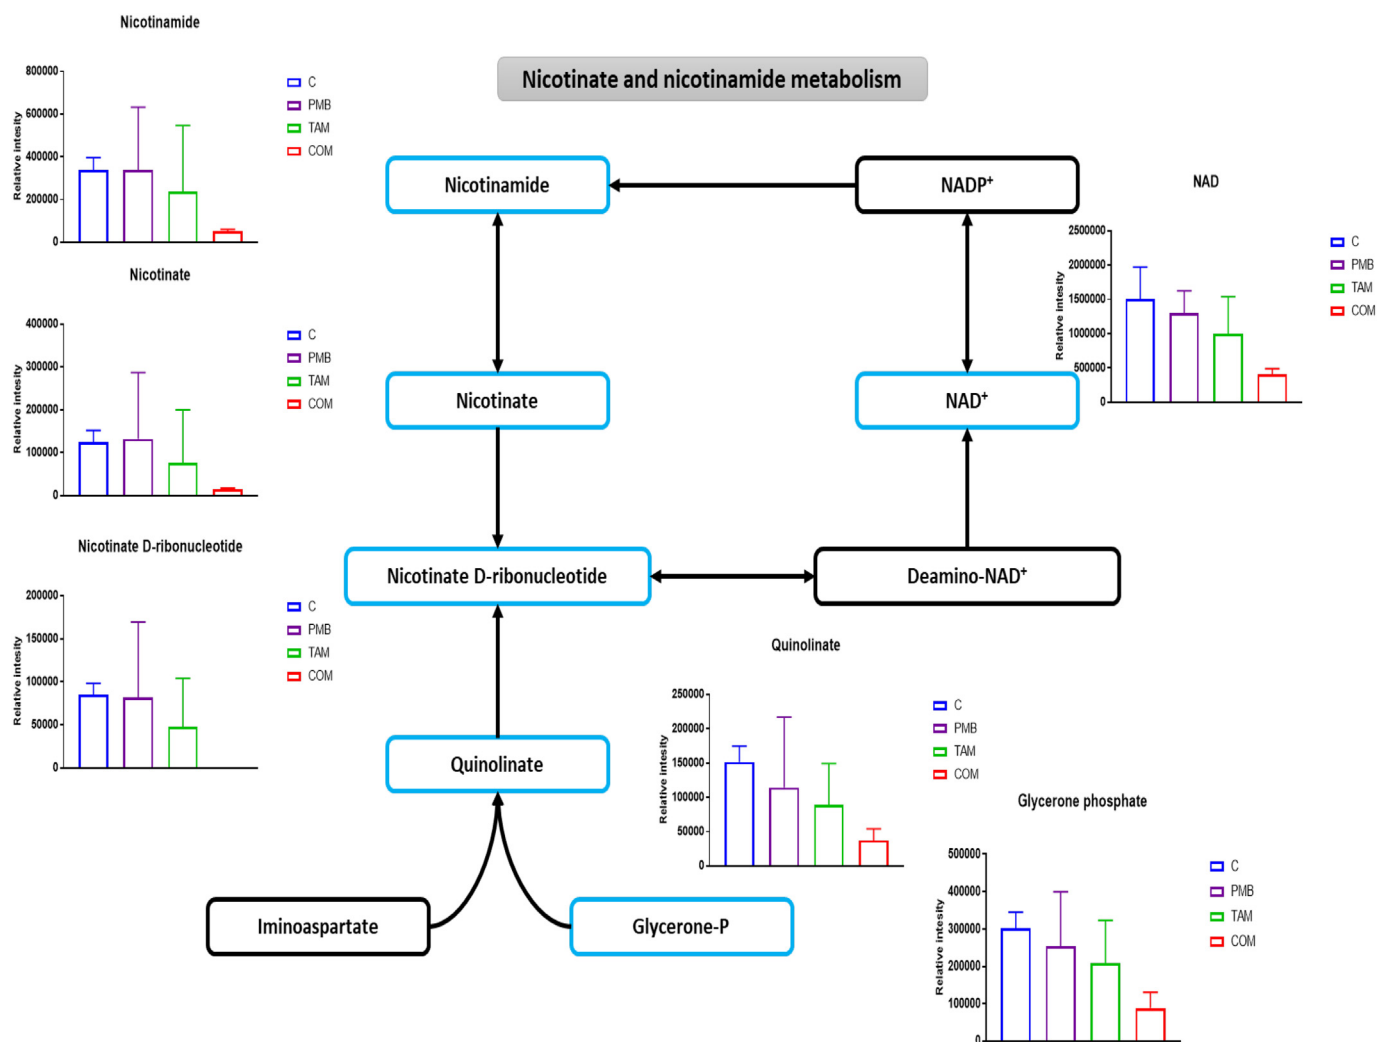 Nicotinate and nicotinamide metabolism
Nicotinamide
800000
600000
400000
200000
0
Relative intesity
C
PMB
TAM
COM
Nicotinate
400000
300000
200000
100000
0
Relative intesity
C
PMB
TAM
COM
Nicotinate D-ribonucleotide
200000
150000
100000
50000
0
Relative intesity
C
PMB
TAM
COM
Nicotinamide
NADP⁺
Nicotinate
NAD⁺
Nicotinate D-ribonucleotide
Deamino-NAD⁺
Quinolinate
Iminoaspartate
Glycerone-P
NAD
2500000
2000000
1500000
1000000
500000
0
Relative intesity
C
PMB
TAM
COM
Quinolinate
250000
200000
150000
100000
50000
0
Relative intesity
C
PMB
TAM
COM
Glycerone phosphate
500000
400000
300000
200000
100000
0
Relative intesity
C
PMB
TAM
COM